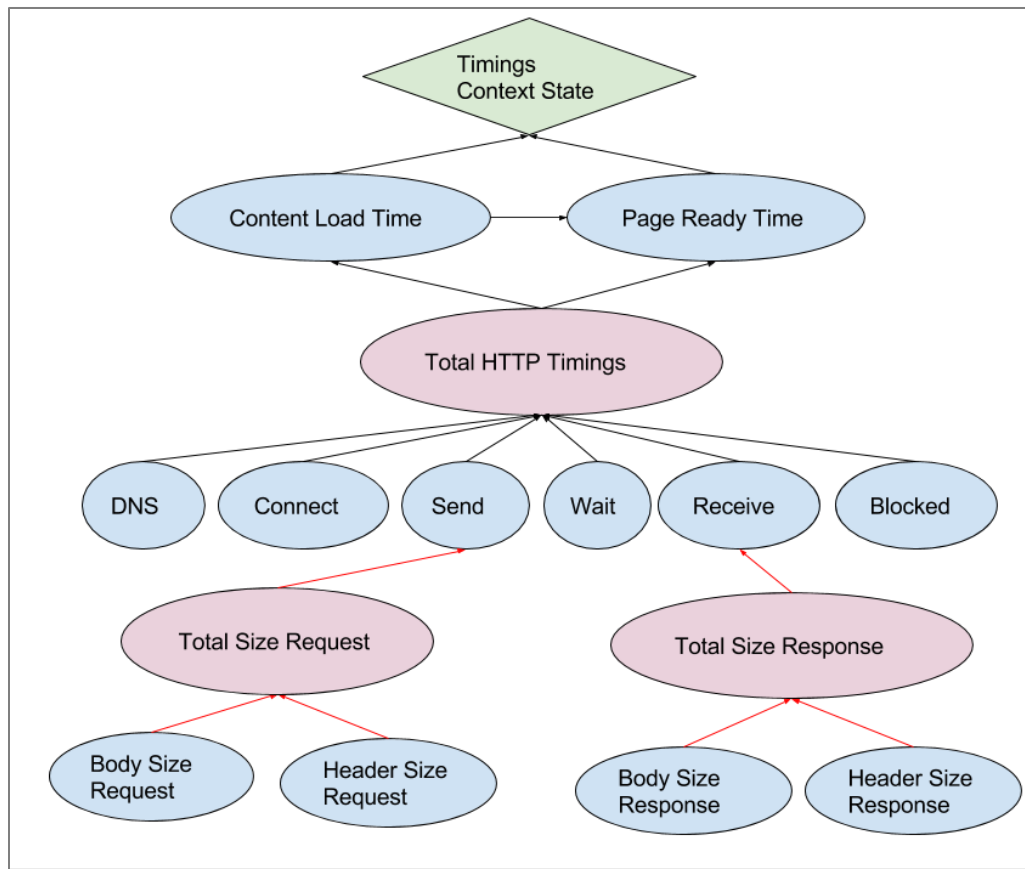 Timings
Context State
Content Load Time
Page Ready Time
Total HTTP Timings
DNS
Connect
Send
Wait
Receive
Blocked
Total Size Request
Total Size Response
Body Size
Request
Header Size
Request
Body Size
Response
Header Size
Response